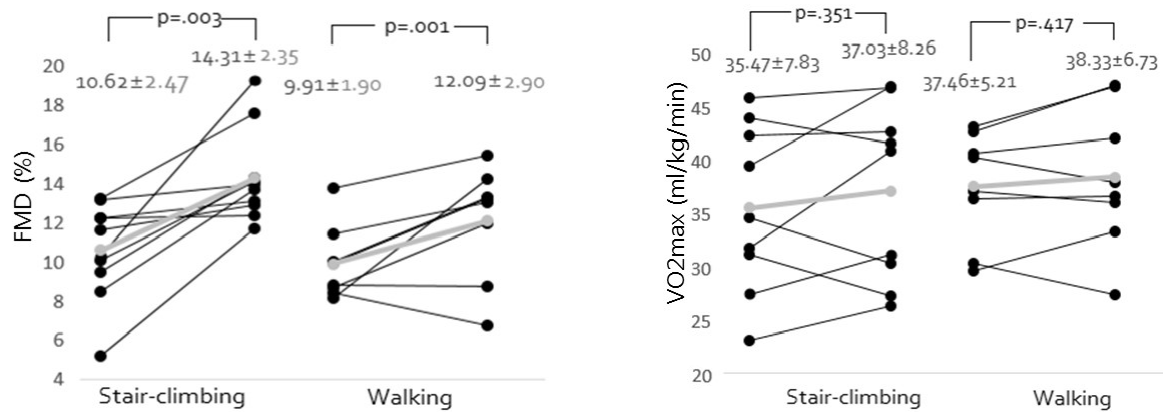 p=.003
p=.001
14.31±2.35
10.62±2.47
9.91±1.90
12.09±2.90
FMD (%)
20
18
16
14
12
10
8
6
4
Stair-climbing
Walking
p=.351
p=.417
37.03±8.26
35.47±7.83
37.46±5.21
38.33±6.73
VO2max (ml/kg/min)
50
45
40
35
30
25
20
Stair-climbing
Walking